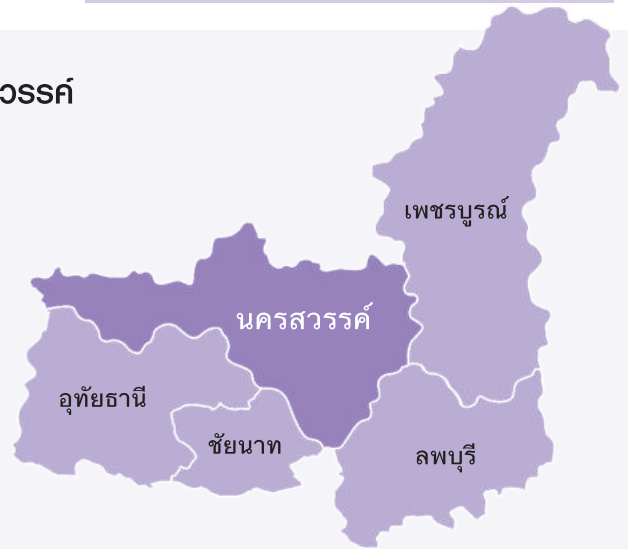 วรรค์
เพชรบูรณ์
นครสวรรค์
อุทัยธานี
ชัยนาท
ลพบุรี